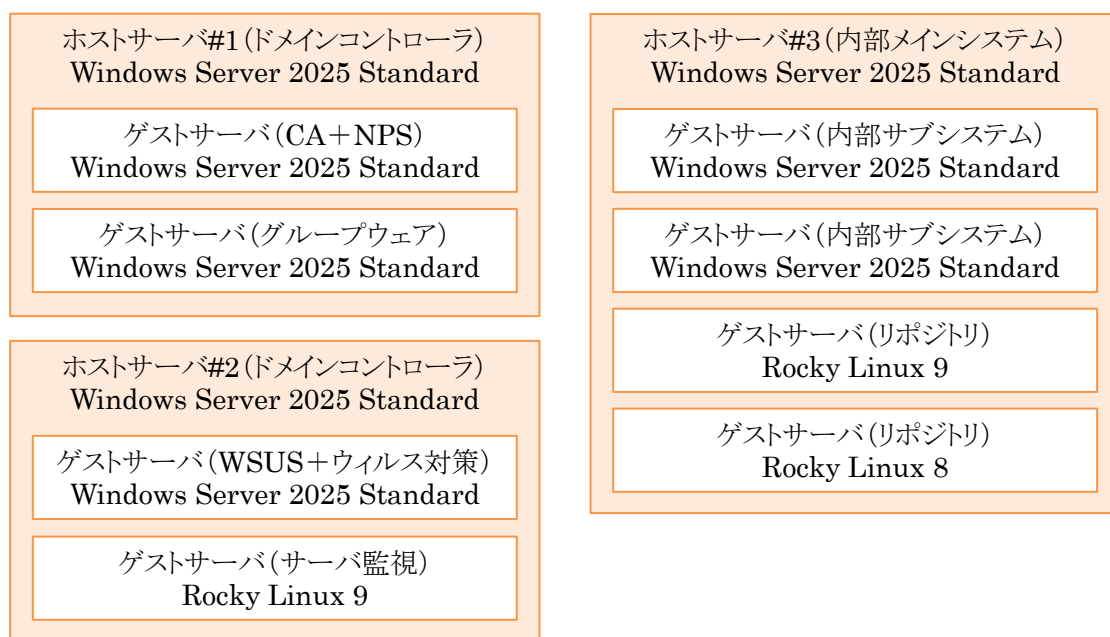 ホストサーバ#1(ドメインコントローラ)
Windows Server 2025 Standard
ゲストサーバ(CA+NPS)
Windows Server 2025 Standard
ゲストサーバ(グループウェア)
Windows Server 2025 Standard
ホストサーバ#2(ドメインコントローラ)
Windows Server 2025 Standard
ゲストサーバ(WSUS+ウィルス対策)
Windows Server 2025 Standard
ゲストサーバ(サーバ監視)
Rocky Linux 9
ホストサーバ#3(内部メインシステム)
Windows Server 2025 Standard
ゲストサーバ(内部サブシステム)
Windows Server 2025 Standard
ゲストサーバ(内部サブシステム)
Windows Server 2025 Standard
ゲストサーバ(リポジトリ)
Rocky Linux 9
ゲストサーバ(リポジトリ)
Rocky Linux 8